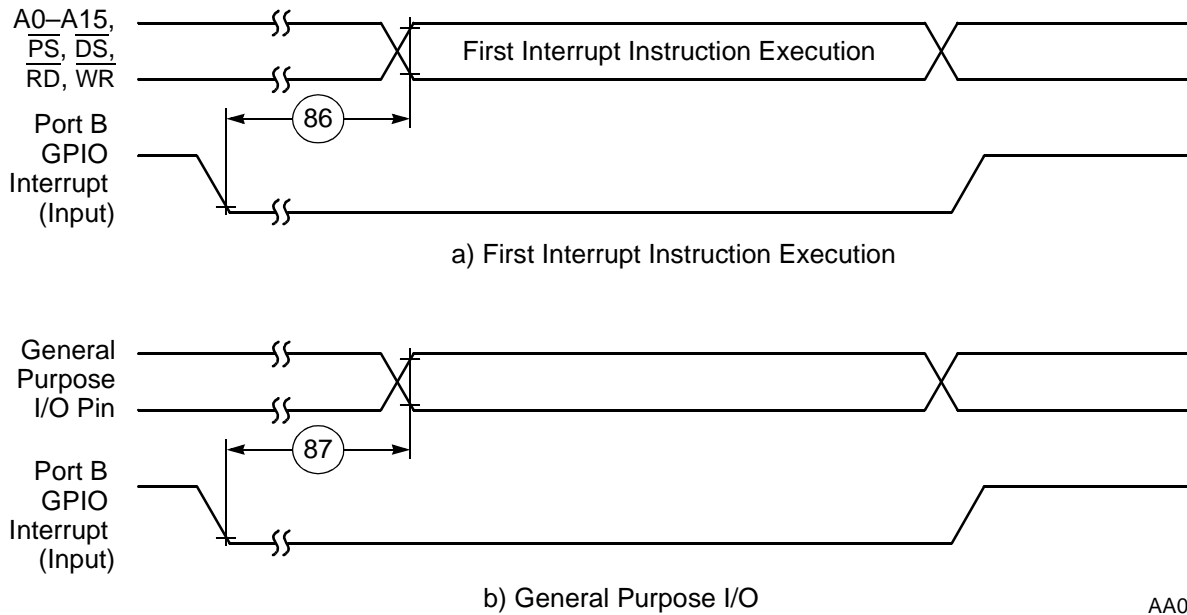 A0–A15,
PS, DS,
RD, WR
First Interrupt Instruction Execution
86
Port B
GPIO
Interrupt
(Input)
a) First Interrupt Instruction Execution
General
Purpose
I/O Pin
87
Port B
GPIO
Interrupt
(Input)
b) General Purpose I/O
AA0